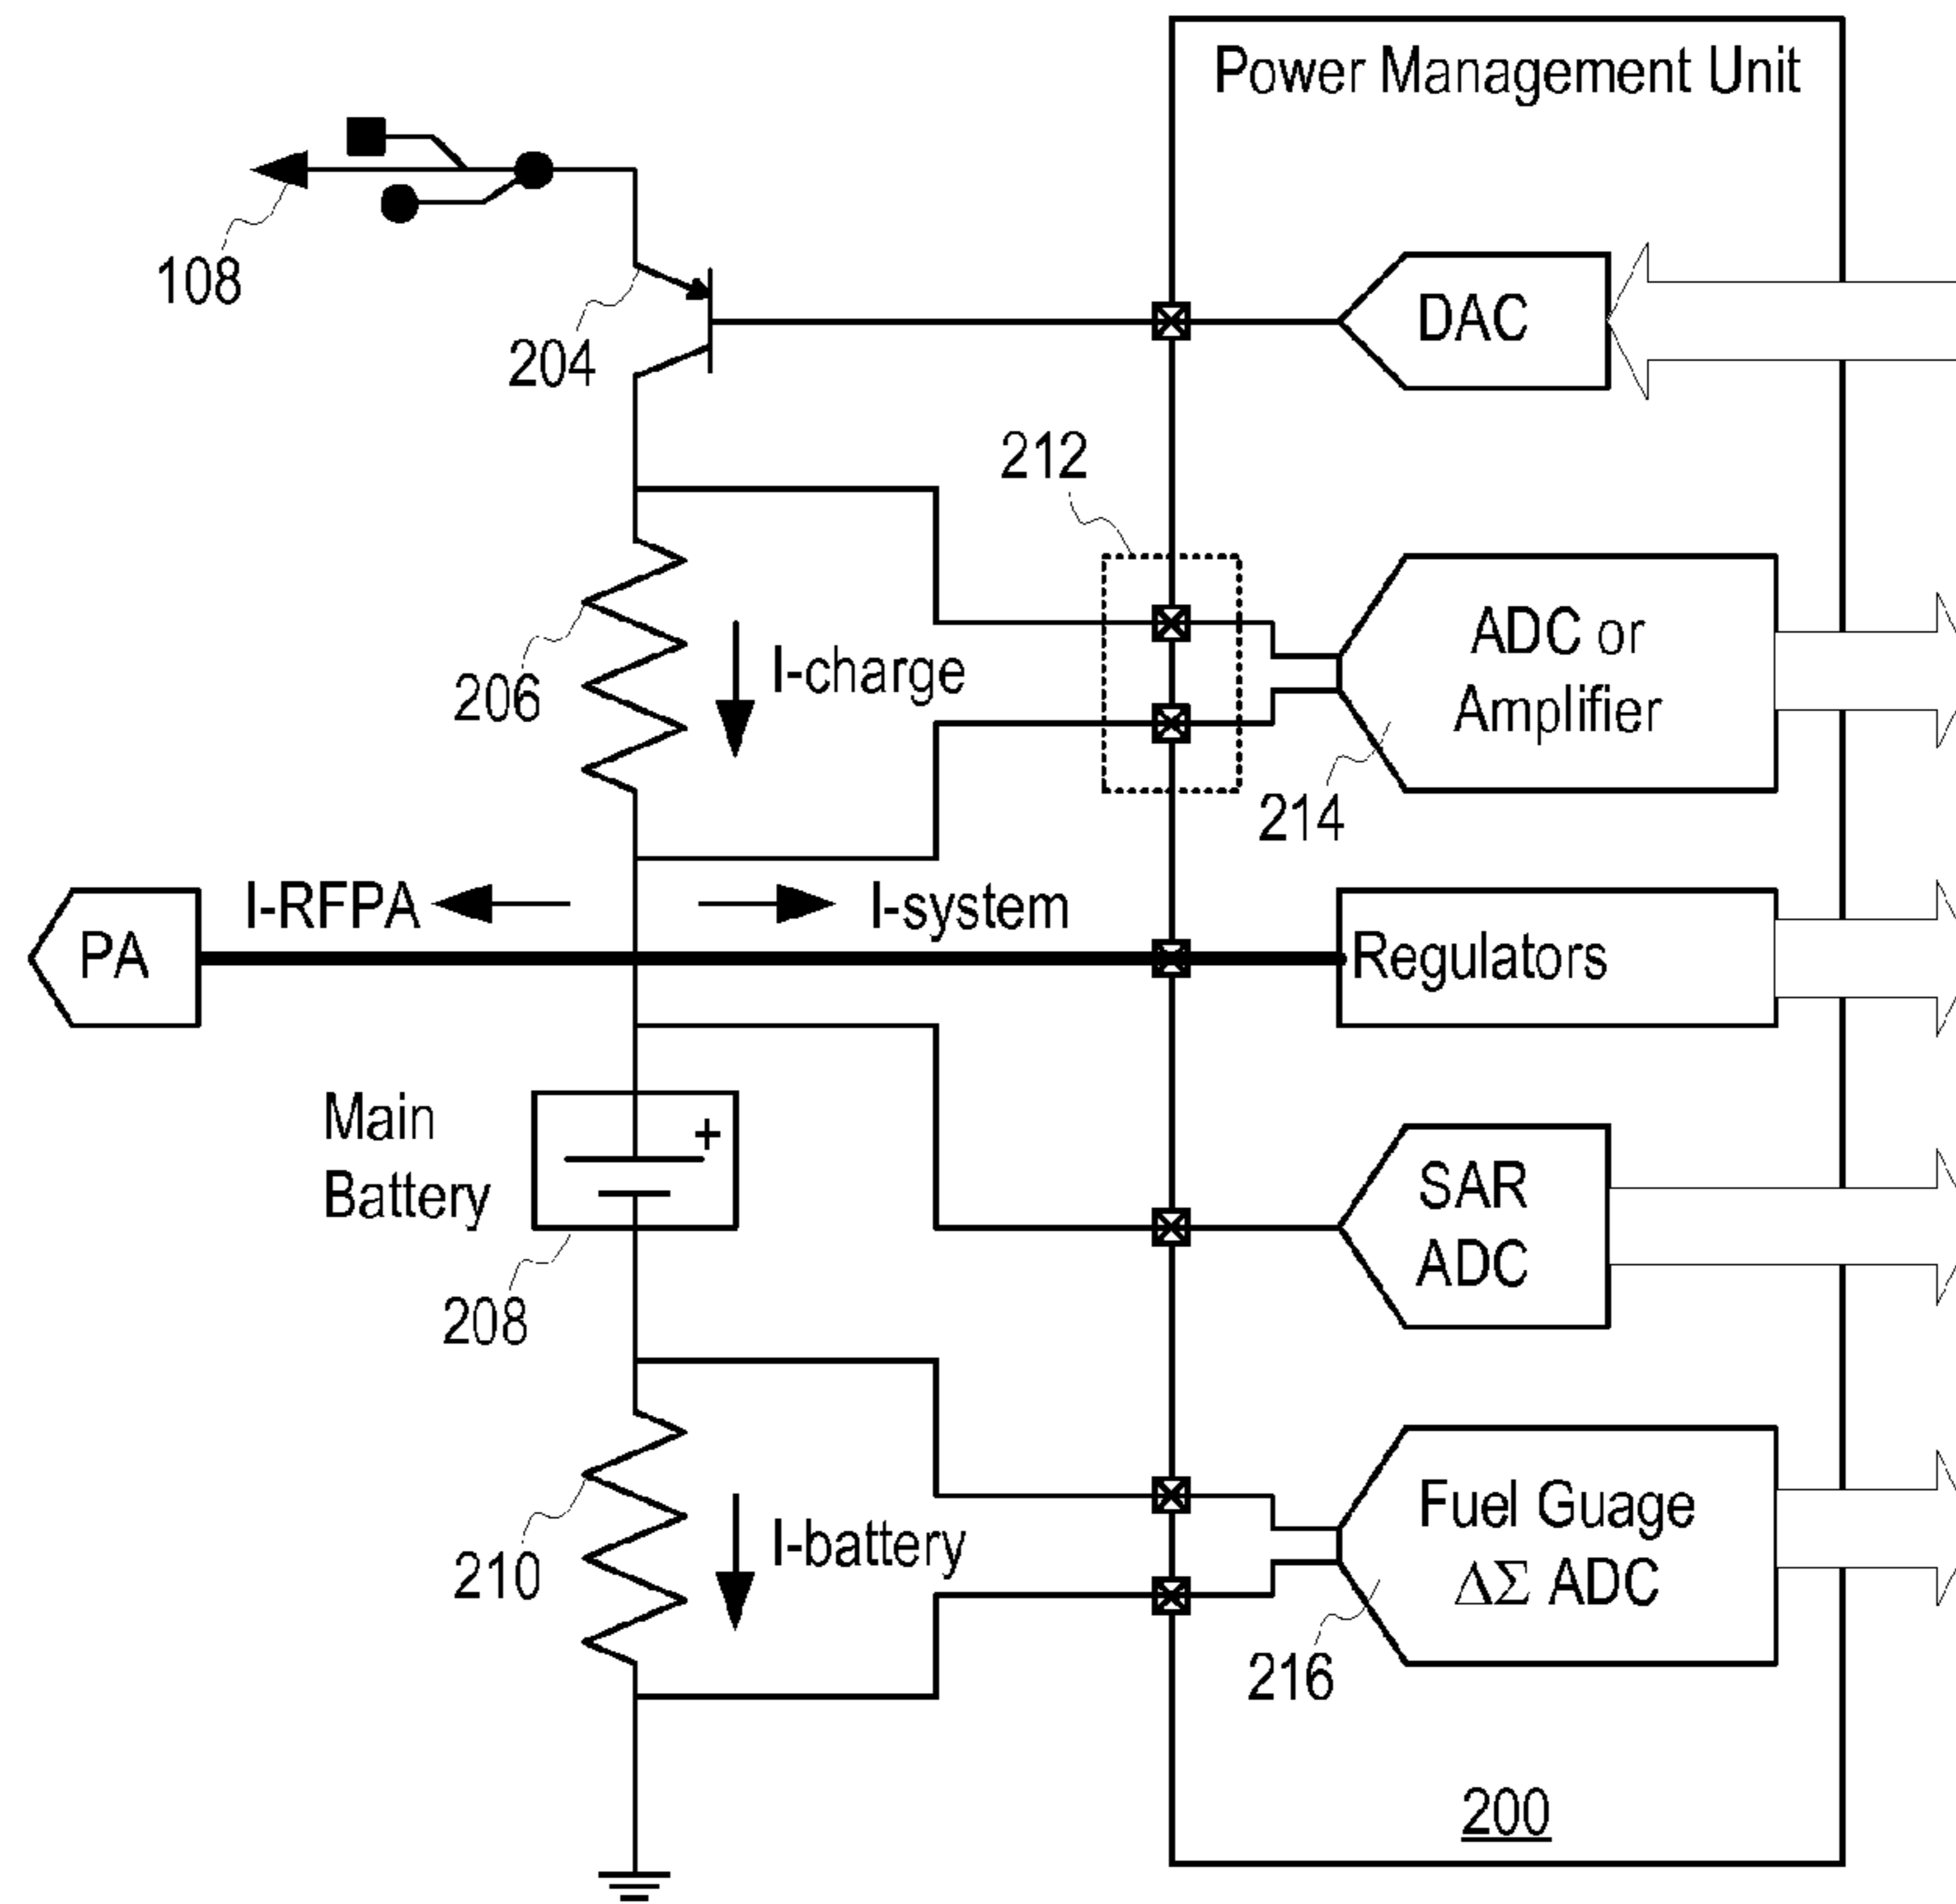 Power Management Unit
108
204
DAC
212
206
I-charge
ADC or
Amplifier
214
I-RFPA
I-system
PA
Regulators
Main
Battery
+
208
SAR
ADC
210
I-battery
Fuel Guage
ΔΣ ADC
216
200